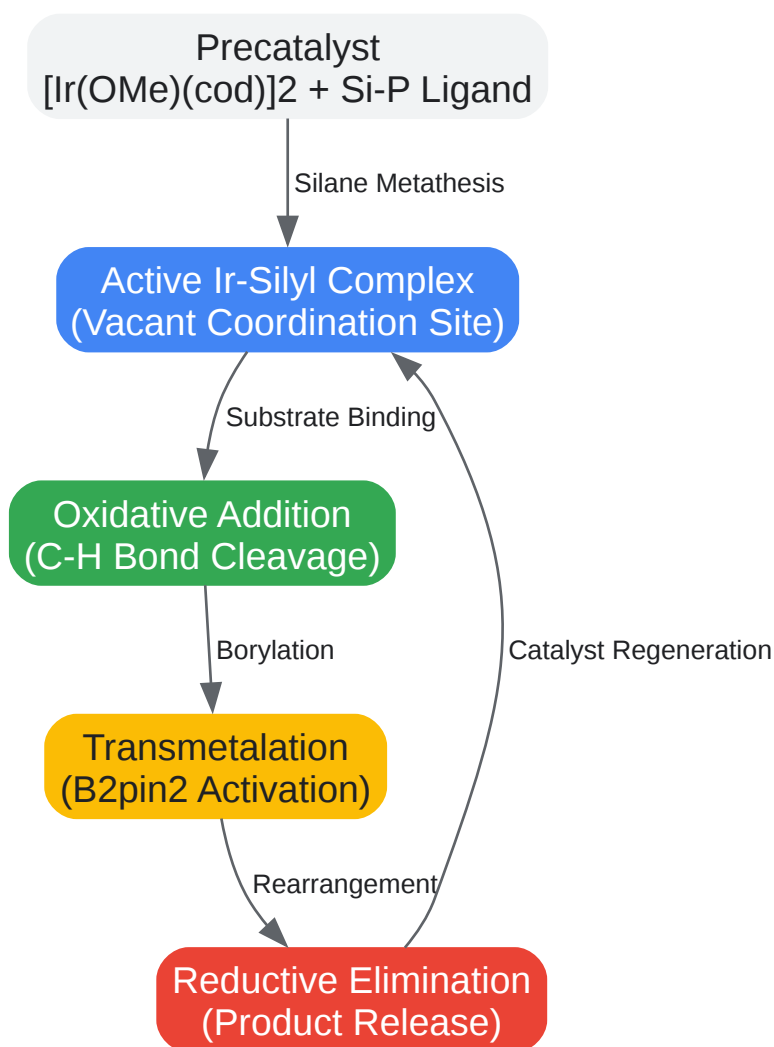 Precatalyst
[Ir(OMe)(cod)]2 + Si-P Ligand
Silane Metathesis
Active Ir-Silyl Complex
(Vacant Coordination Site)
Substrate Binding
Oxidative Addition
(C-H Bond Cleavage)
Borylation
Catalyst Regeneration
Transmetalation
(B2pin2 Activation)
Rearrangement
Reductive Elimination
(Product Release)